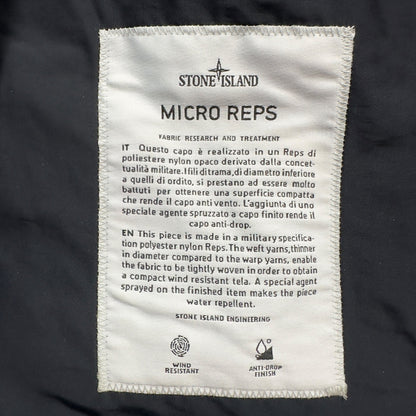 STONE ISLAND
MICRO REPS
FABRIC RESEARCH AND TREATMENT
IT Questo capo è realizzato in un Reps di
poliestere nylon opaco derivato dalla concet-
tualità militare. I fili di trama, di diametro inferiore
a quelli di ordito, si prestano ad essere molto
battuti per ottenere una superficie compatta
che rende il capo anti vento. L'aggiunta di uno
speciale agente spruzzato a capo finito rende il
capo anti-drop.
EN This piece is made in a military specifica-
tion polyester nylon Reps. The weft yarns, thinner
in diameter compared to the warp yarns, enable
the fabric to be tightly woven in order to obtain
a compact wind resistant tela. A special agent
sprayed on the finished item makes the piece
water repellent.
STONE ISLAND ENGINEERING
WIND
RESISTANT
ANTI-DROP
FINISH